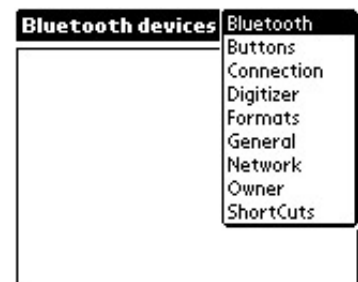 Bluetooth devices Bluetooth
Buttons
Connection
Digitizer
Formats
General
Network
Owner
ShortCuts